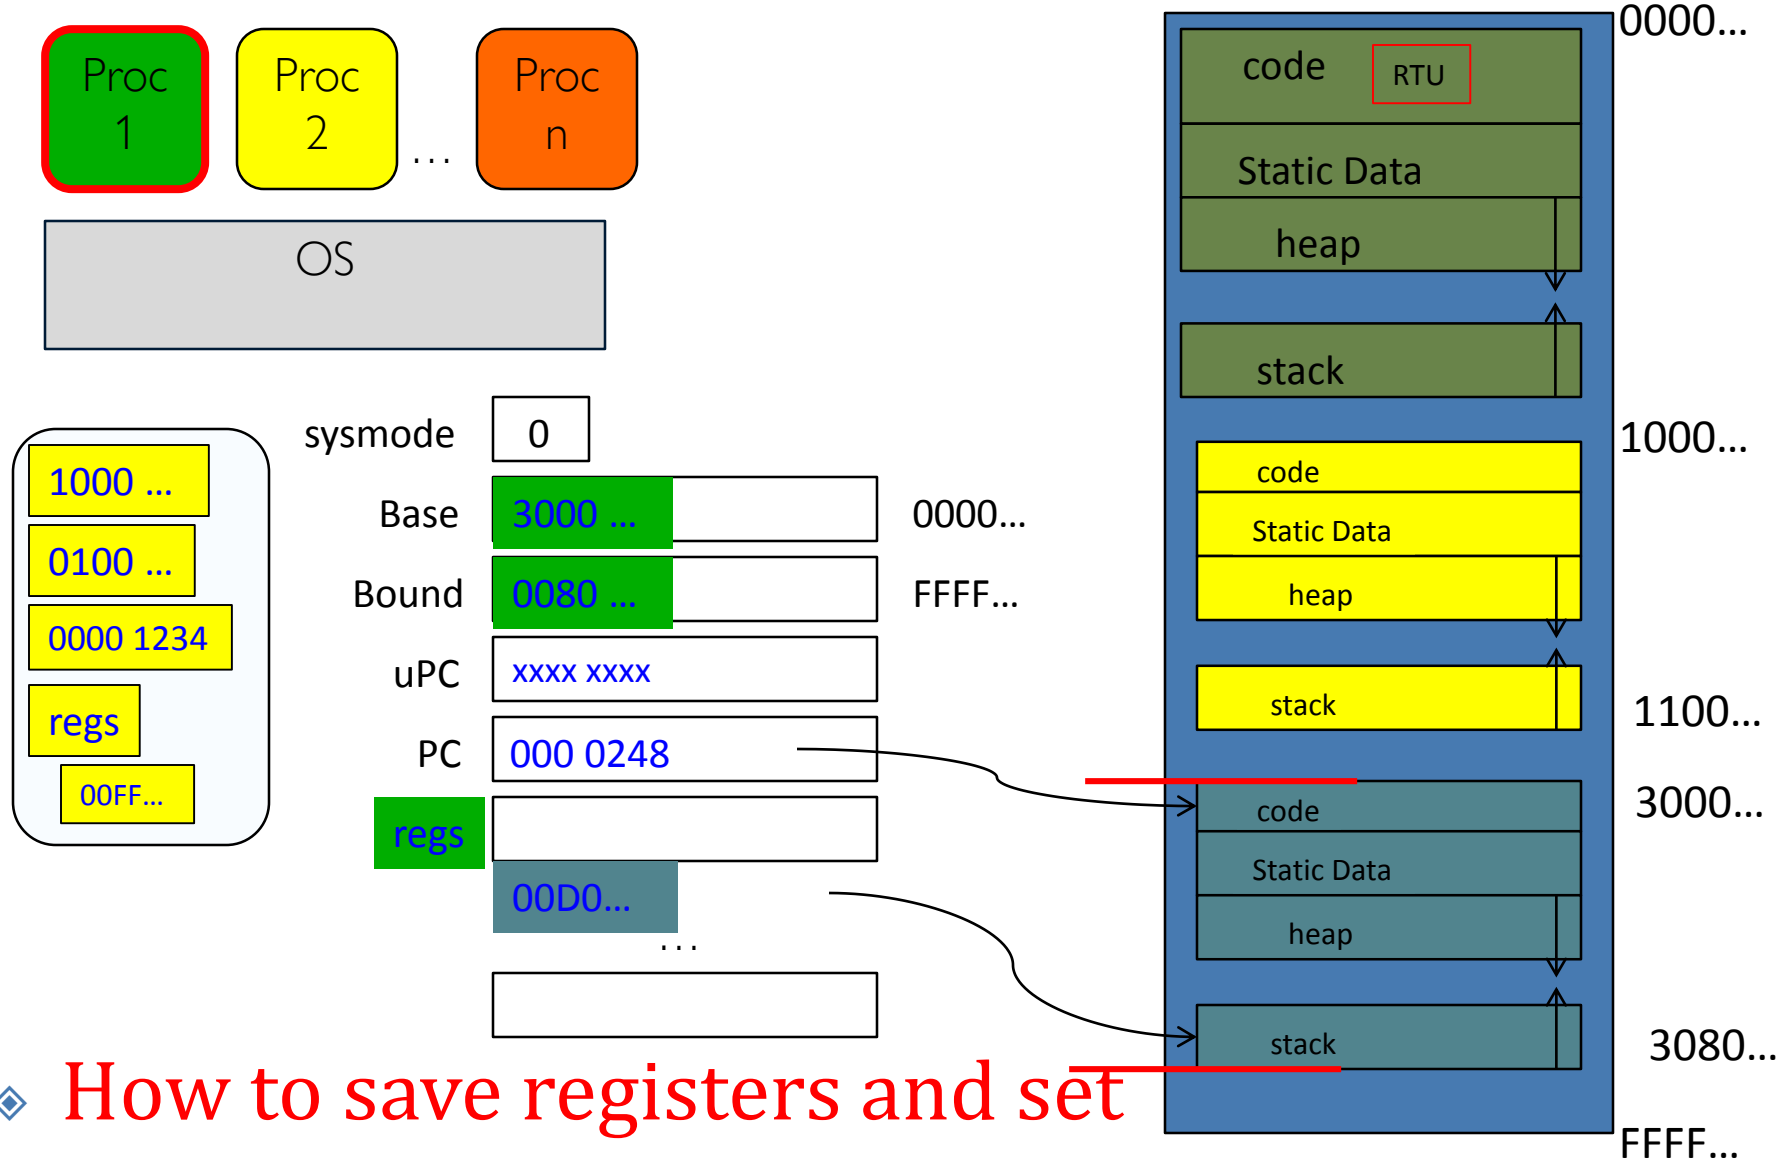 Proc
1
Proc
2
...
Proc
n
OS
sysmode
0
Base
3000 ...
0000...
Bound
0080 ...
FFFF...
uPC
xxxx xxxx
PC
000 0248
regs
00D0...
...
1000 ...
0100 ...
0000 1234
regs
00FF...
code
RTU
Static Data
heap
stack
code
Static Data
heap
stack
code
Static Data
heap
stack
0000...
1000...
1100...
3000...
3080...
FFFF...
How to save registers and set